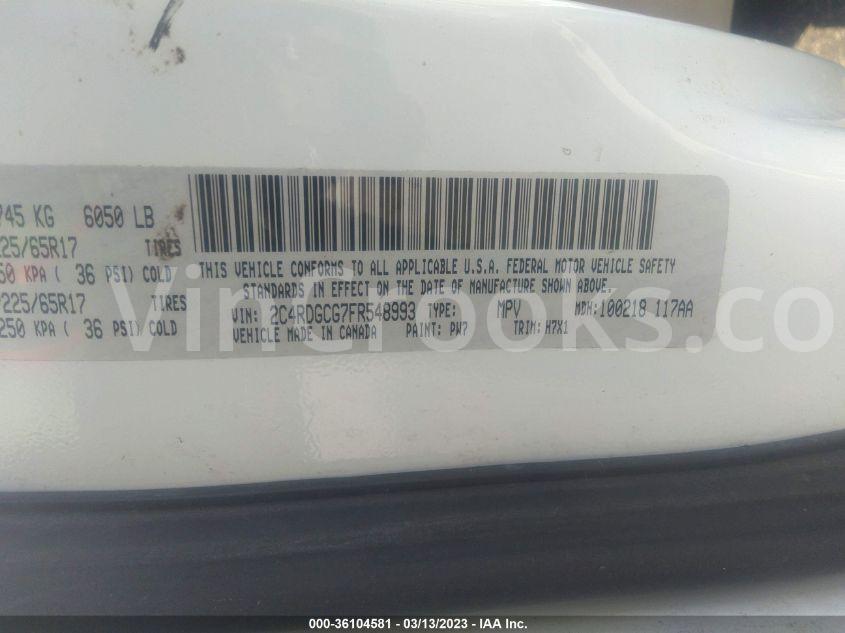 745 KG 6050 LB
225/65R17 TIRES
250 KPA ( 36 PSI) COLD
225/65R17 TIRES
250 KPA ( 36 PSI) COLD
THIS VEHICLE CONFORMS TO ALL APPLICABLE U.S.A. FEDERAL MOTOR VEHICLE SAFETY
STANDARDS IN EFFECT ON THE DATE OF MANUFACTURE SHOWN ABOVE.
VIN: 2C4RDGCG7FR548993 TYPE: MPV MDH:100218 117AA
VEHICLE MADE IN CANADA PAINT: PW7 TRIM: H7X1
Vincrooks.com
000-36104581 - 03/13/2023 - IAA Inc.